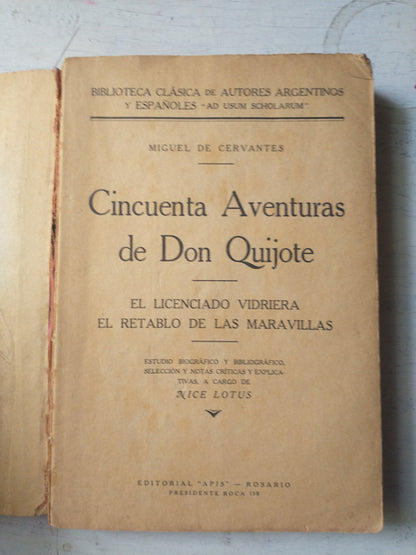 BIBLIOTECA CLÁSICA DE AUTORES ARGENTINOS
Y ESPAÑOLES "AD USUM SCHOLARUM"
MIGUEL DE CERVANTES
Cincuenta Aventuras
de Don Quijote
EL LICENCIADO VIDRIERA
EL RETABLO DE LAS MARAVILLAS
ESTUDIO BIOGRÁFICO Y BIBLIOGRÁFICO,
SELECCIÓN Y NOTAS CRÍTICAS Y EXPLICA-
TIVAS, A CARGO DE
NICE LOTUS
EDITORIAL "APIS" — ROSARIO
PRESIDENTE ROCA 150